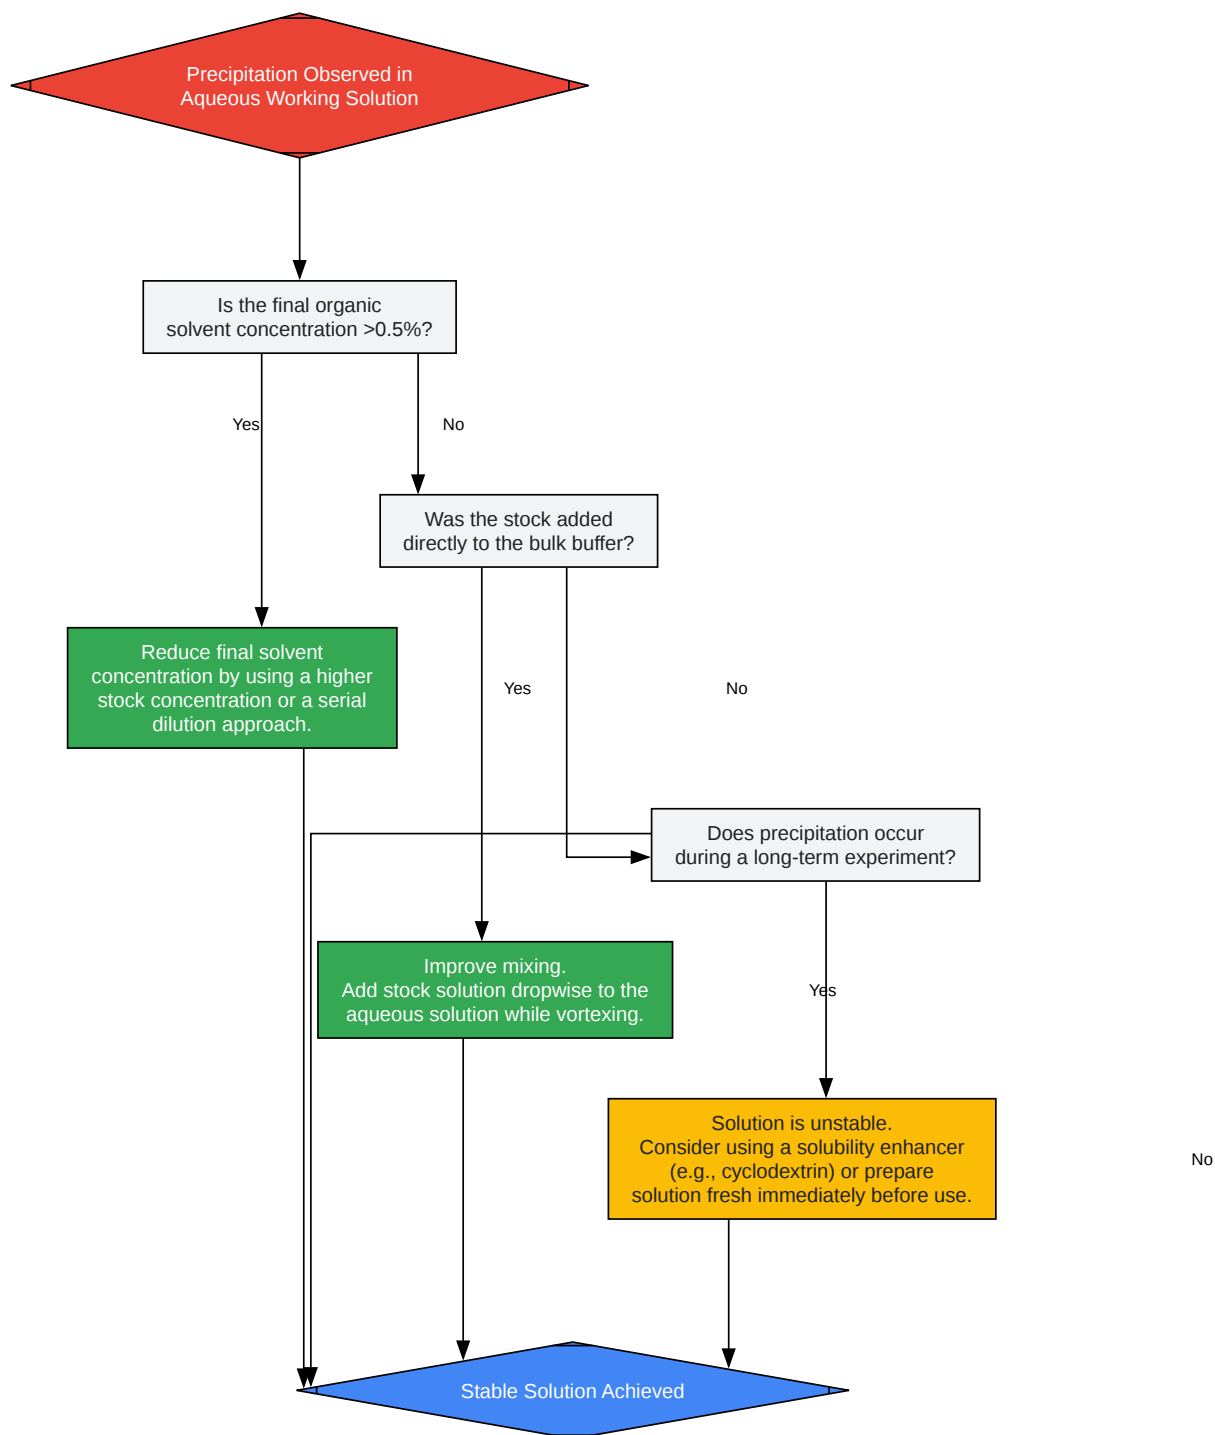 Precipitation Observed in
Aqueous Working Solution
Is the final organic
solvent concentration >0.5%?
Yes
No
Was the stock added
directly to the bulk buffer?
Reduce final solvent
concentration by using a higher
stock concentration or a serial
dilution approach.
Yes
No
Does precipitation occur
during a long-term experiment?
Improve mixing.
Add stock solution dropwise to the
aqueous solution while vortexing.
Yes
Solution is unstable.
Consider using a solubility enhancer
(e.g., cyclodextrin) or prepare
solution fresh immediately before use.
No
Stable Solution Achieved